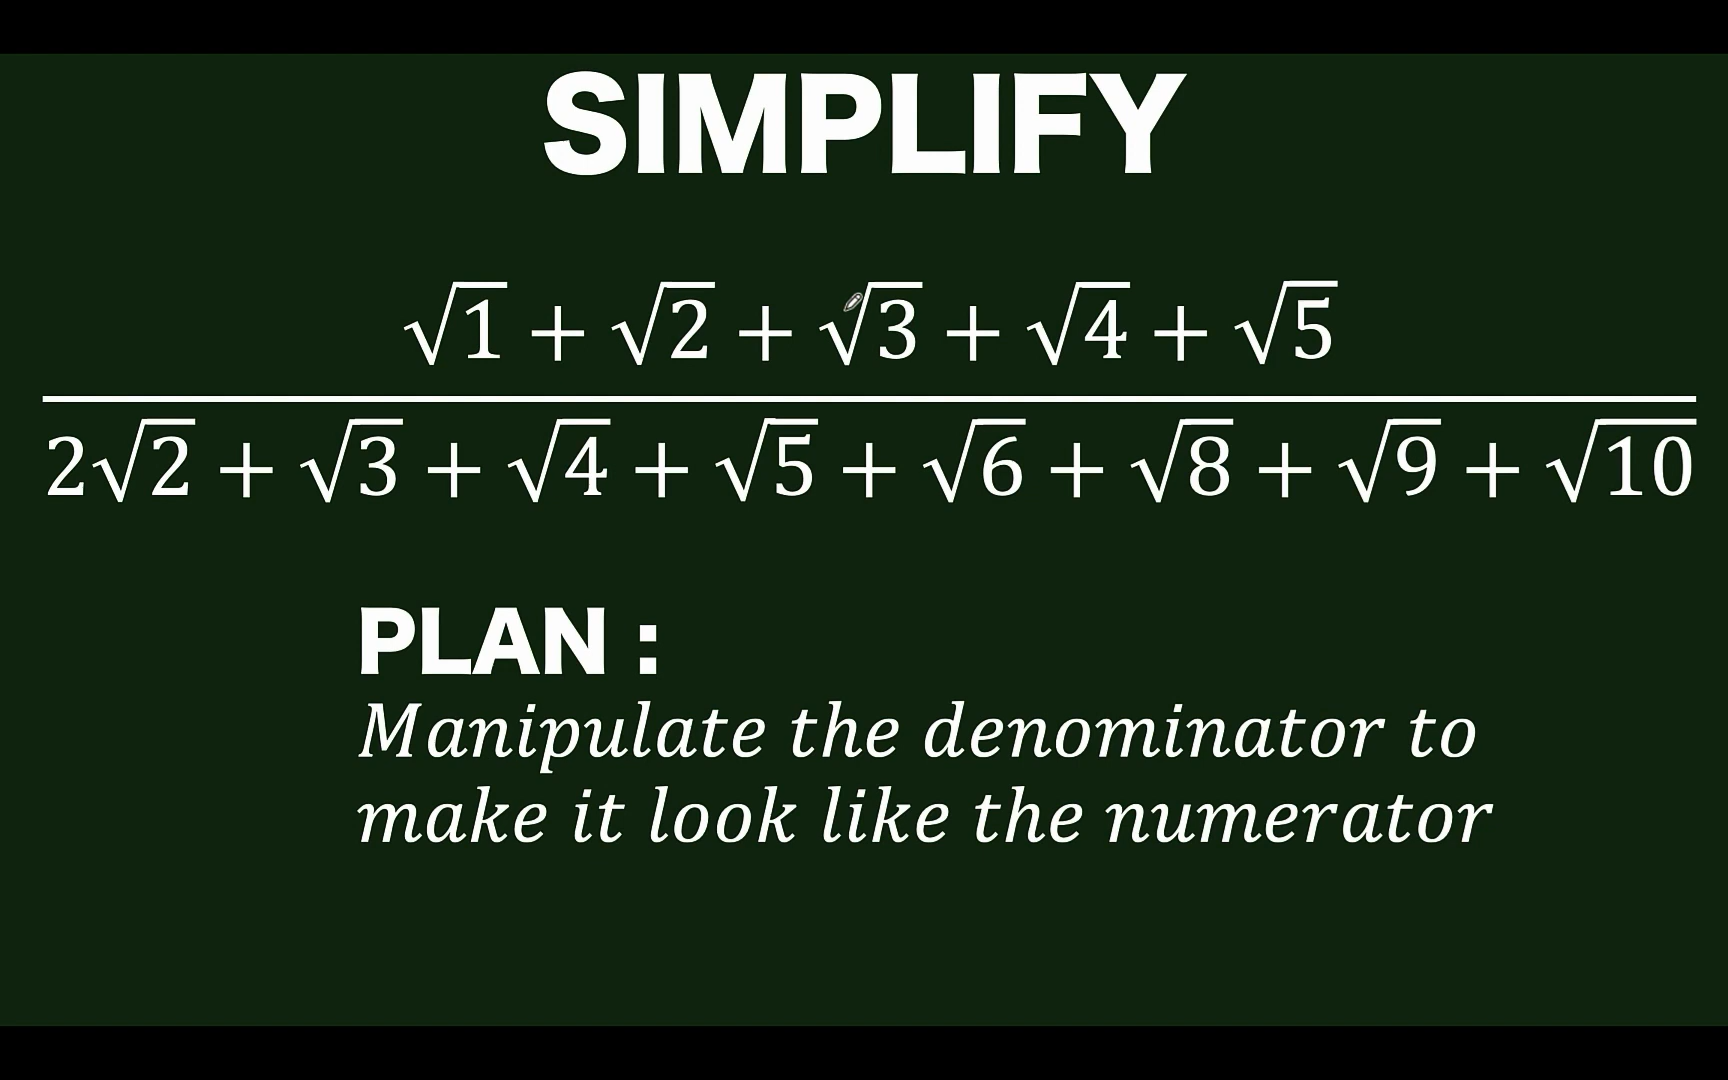 SIMPLIFY
√1 + √2 + √3 + √4 + √5
2√2 + √3 + √4 + √5 + √6 + √8 + √9 + √10
PLAN :
Manipulate the denominator to
make it look like the numerator